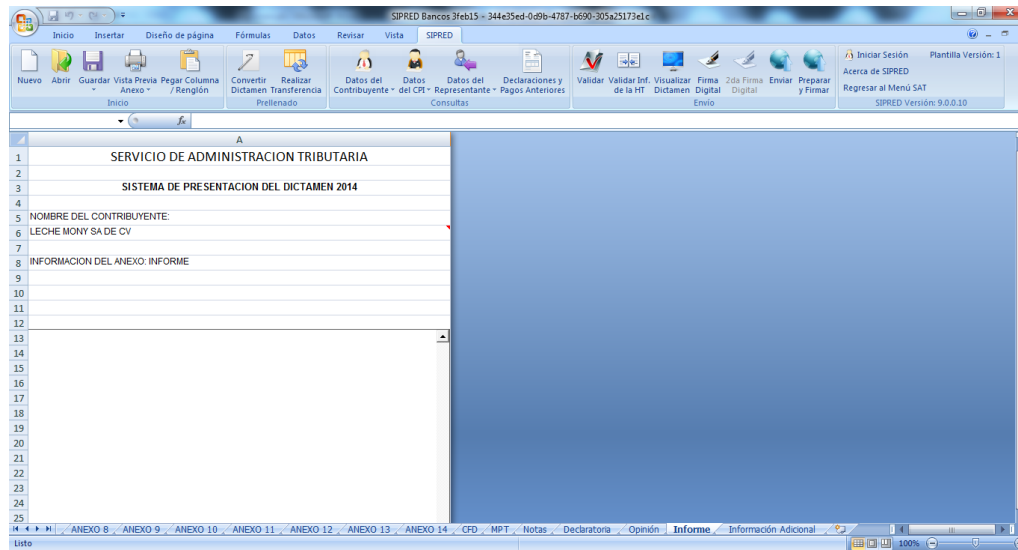 SIPRED Bancos 3feb15 - 344e35ed-0d9b-4787-b690-305a25173e1c
Inicio Insertar Diseño de página Fórmulas Datos Revisar Vista SIPRED
Nuevo Abrir Guardar Vista Previa Anexo Pegar Columna / Renglón
Inicio
Convertir Dictamen Realizar Transferencia
Prellenado
Datos del Contribuyente Datos del CPI Datos del Representante Declaraciones y Pagos Anteriores
Consultas
Validar Validar Inf. de la HT Visualizar Dictamen Firma Digital 2da Firma Digital Enviar Preparar y Firmar
Envío
Iniciar Sesión Plantilla Versión: 1
Acerca de SIPRED
Regresar al Menú SAT
SIPRED Versión: 9.0.0.10
fx
A
1 SERVICIO DE ADMINISTRACION TRIBUTARIA
2
3 SISTEMA DE PRESENTACION DEL DICTAMEN 2014
4
5 NOMBRE DEL CONTRIBUYENTE:
6 LECHE MONY SA DE CV
7
8 INFORMACION DEL ANEXO: INFORME
9
10
11
12
13
14
15
16
17
18
19
20
21
22
23
24
25
ANEXO 8 ANEXO 9 ANEXO 10 ANEXO 11 ANEXO 12 ANEXO 13 ANEXO 14 CFD MPT Notas Declaratoria Opinión Informe Información Adicional
Listo 100%